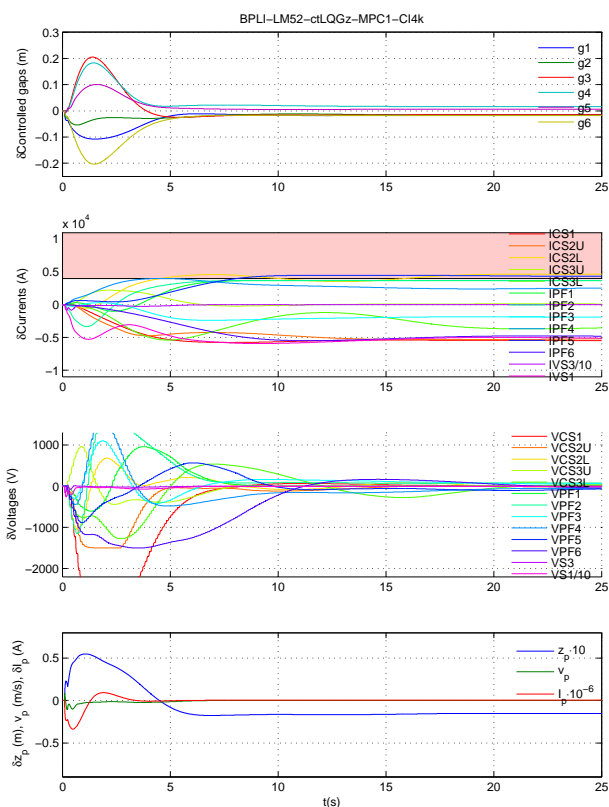 BPLI−LM52−ctLQGz−MPC1−CI4k
δControlled gaps (m)
0.3
0.2
0.1
0
−0.1
−0.2
0 5 10 15 20 25
g1
g2
g3
g4
g5
g6
δCurrents (A)
x 10^4
1
0.5
0
−0.5
−1
0 5 10 15 20 25
ICS1
ICS2U
ICS2L
ICS3U
ICS3L
IPF1
IPF2
IPF3
IPF4
IPF5
IPF6
IVS3/10
IVS1
δVoltages (V)
1000
0
−1000
−2000
0 5 10 15 20 25
VCS1
VCS2U
VCS2L
VCS3U
VCS3L
VPF1
VPF2
VPF3
VPF4
VPF5
VPF6
VS3
VS1/10
δz_p (m), v_p (m/s), δI_p (A)
0.5
0
−0.5
0 5 10 15 20 25
z_p·10
v_p
I_p·10^−6
t(s)